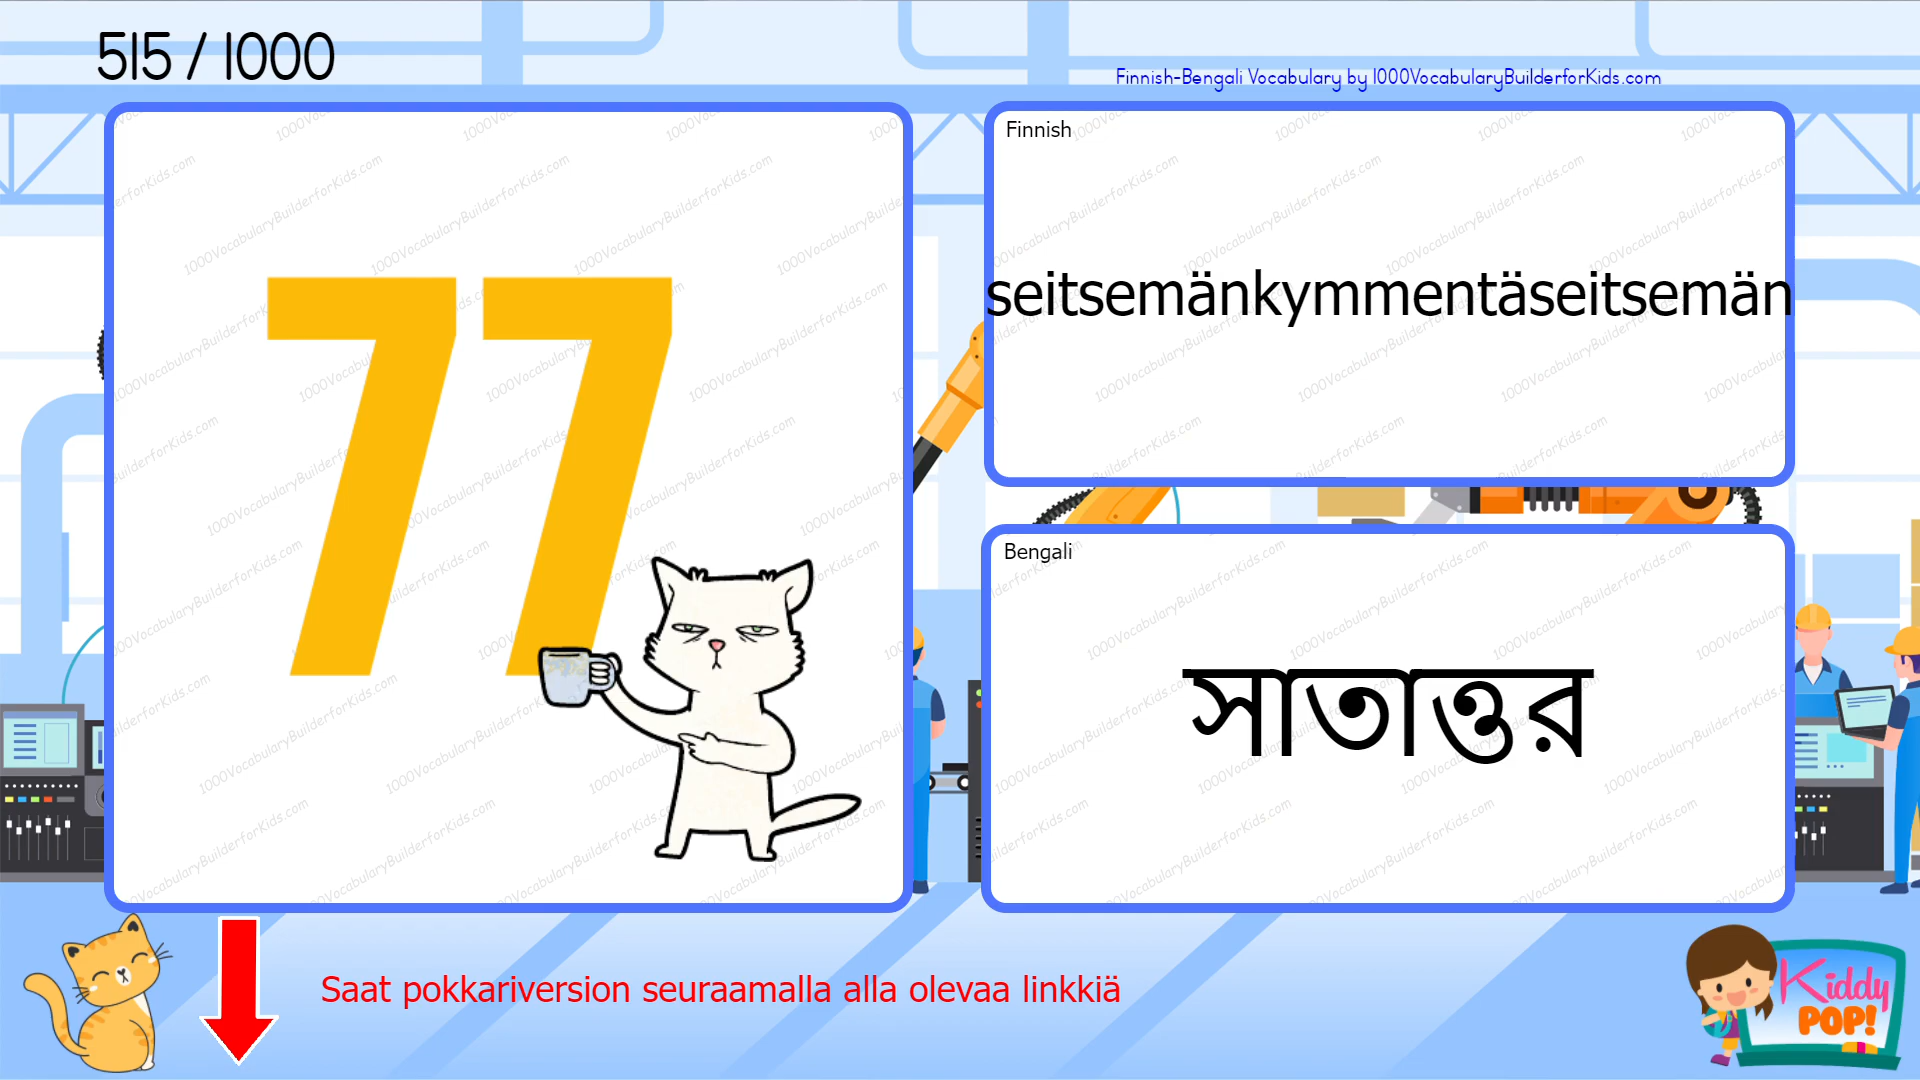 515 / 1000
Finnish-Bengali Vocabulary by 1000VocabularyBuilderforKids.com
77
Finnish
seitsemänkymmentäseitsemän
Bengali
সাতাত্তর
Saat pokkariversion seuraamalla alla olevaa linkkiä
Kiddy
POP!